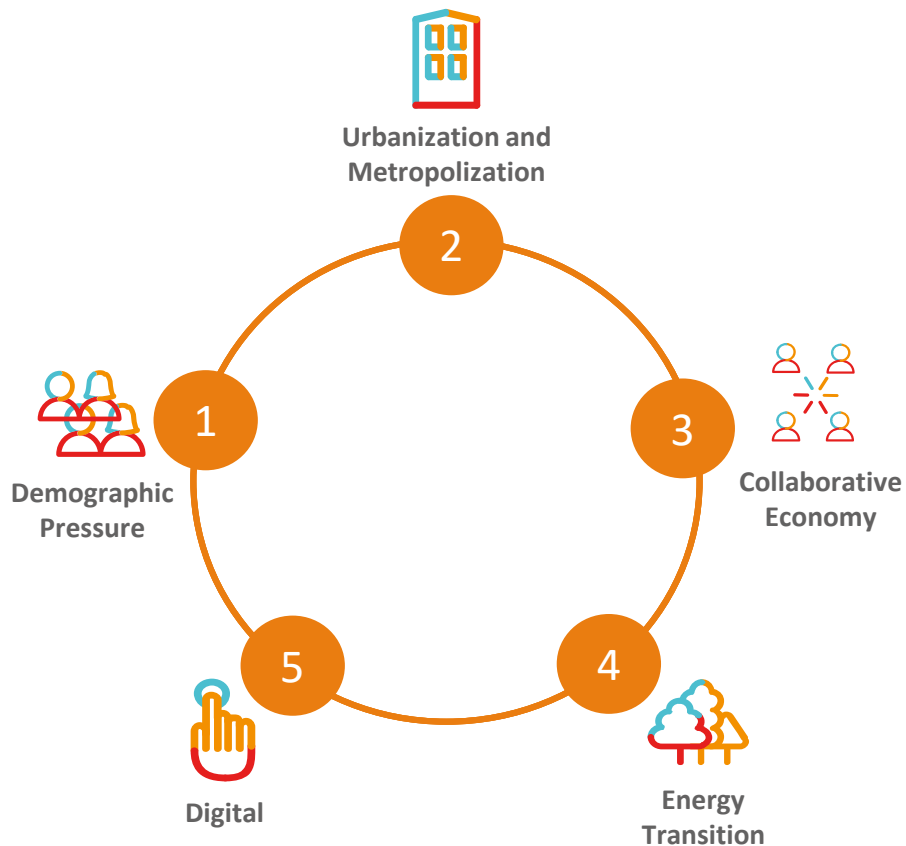 Urbanization and
Metropolization
2
1
Demographic
Pressure
3
Collaborative
Economy
5
Digital
4
Energy
Transition